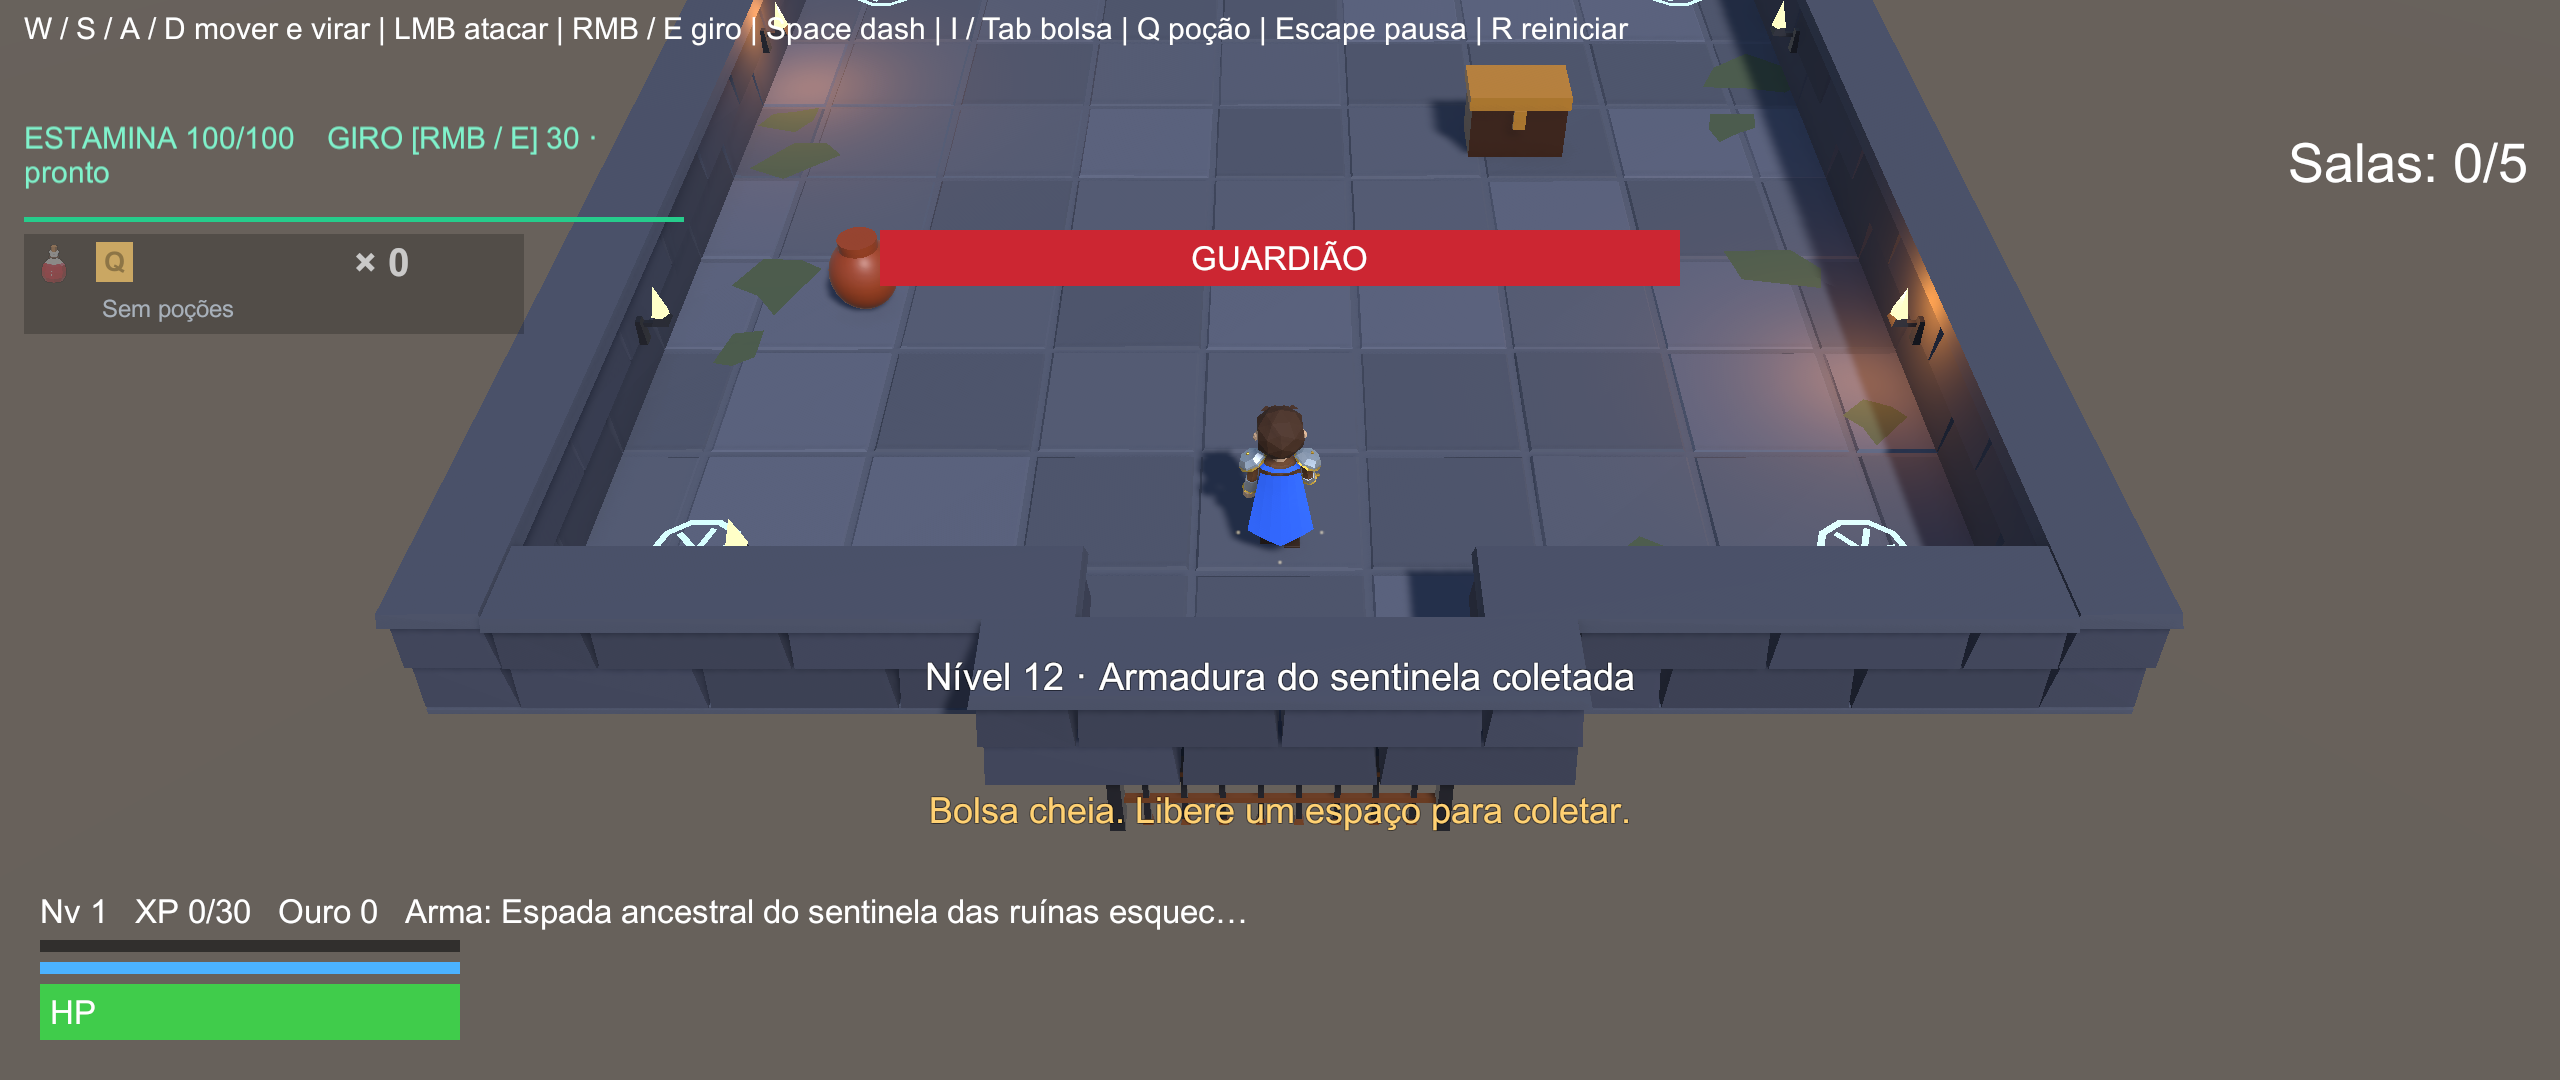 W / S / A / D mover e virar | LMB atacar | RMB / E giro | Space dash | I / Tab bolsa | Q poção | Escape pausa | R reiniciar
ESTAMINA 100/100    GIRO [RMB / E] 30 ·
pronto
Salas: 0/5
Q × 0
Sem poções
GUARDIÃO
Nível 12 · Armadura do sentinela coletada
Bolsa cheia. Libere um espaço para coletar.
Nv 1   XP 0/30   Ouro 0   Arma: Espada ancestral do sentinela das ruínas esquec…
HP